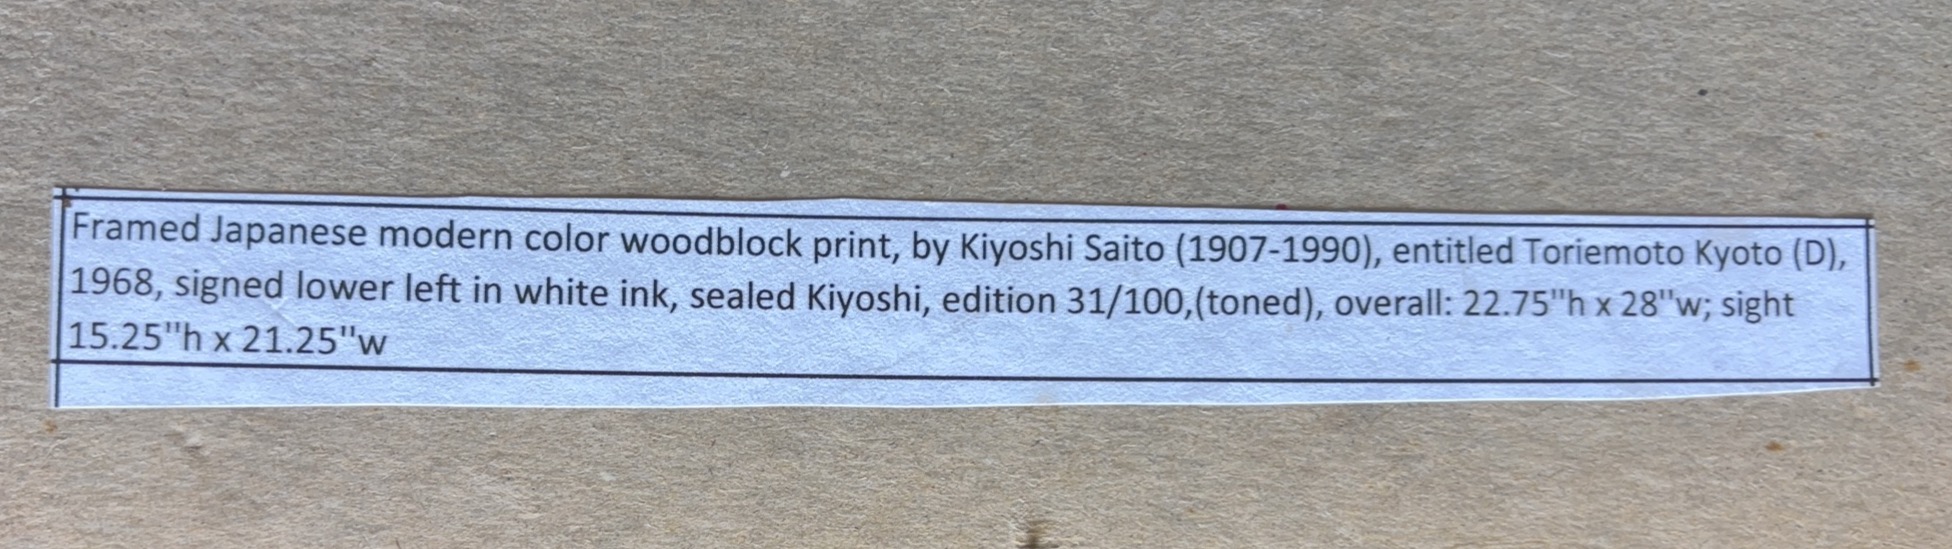 Framed Japanese modern color woodblock print, by Kiyoshi Saito (1907-1990), entitled Toriemoto Kyoto (D),
1968, signed lower left in white ink, sealed Kiyoshi, edition 31/100,(toned), overall: 22.75"h x 28"w; sight
15.25"h x 21.25"w